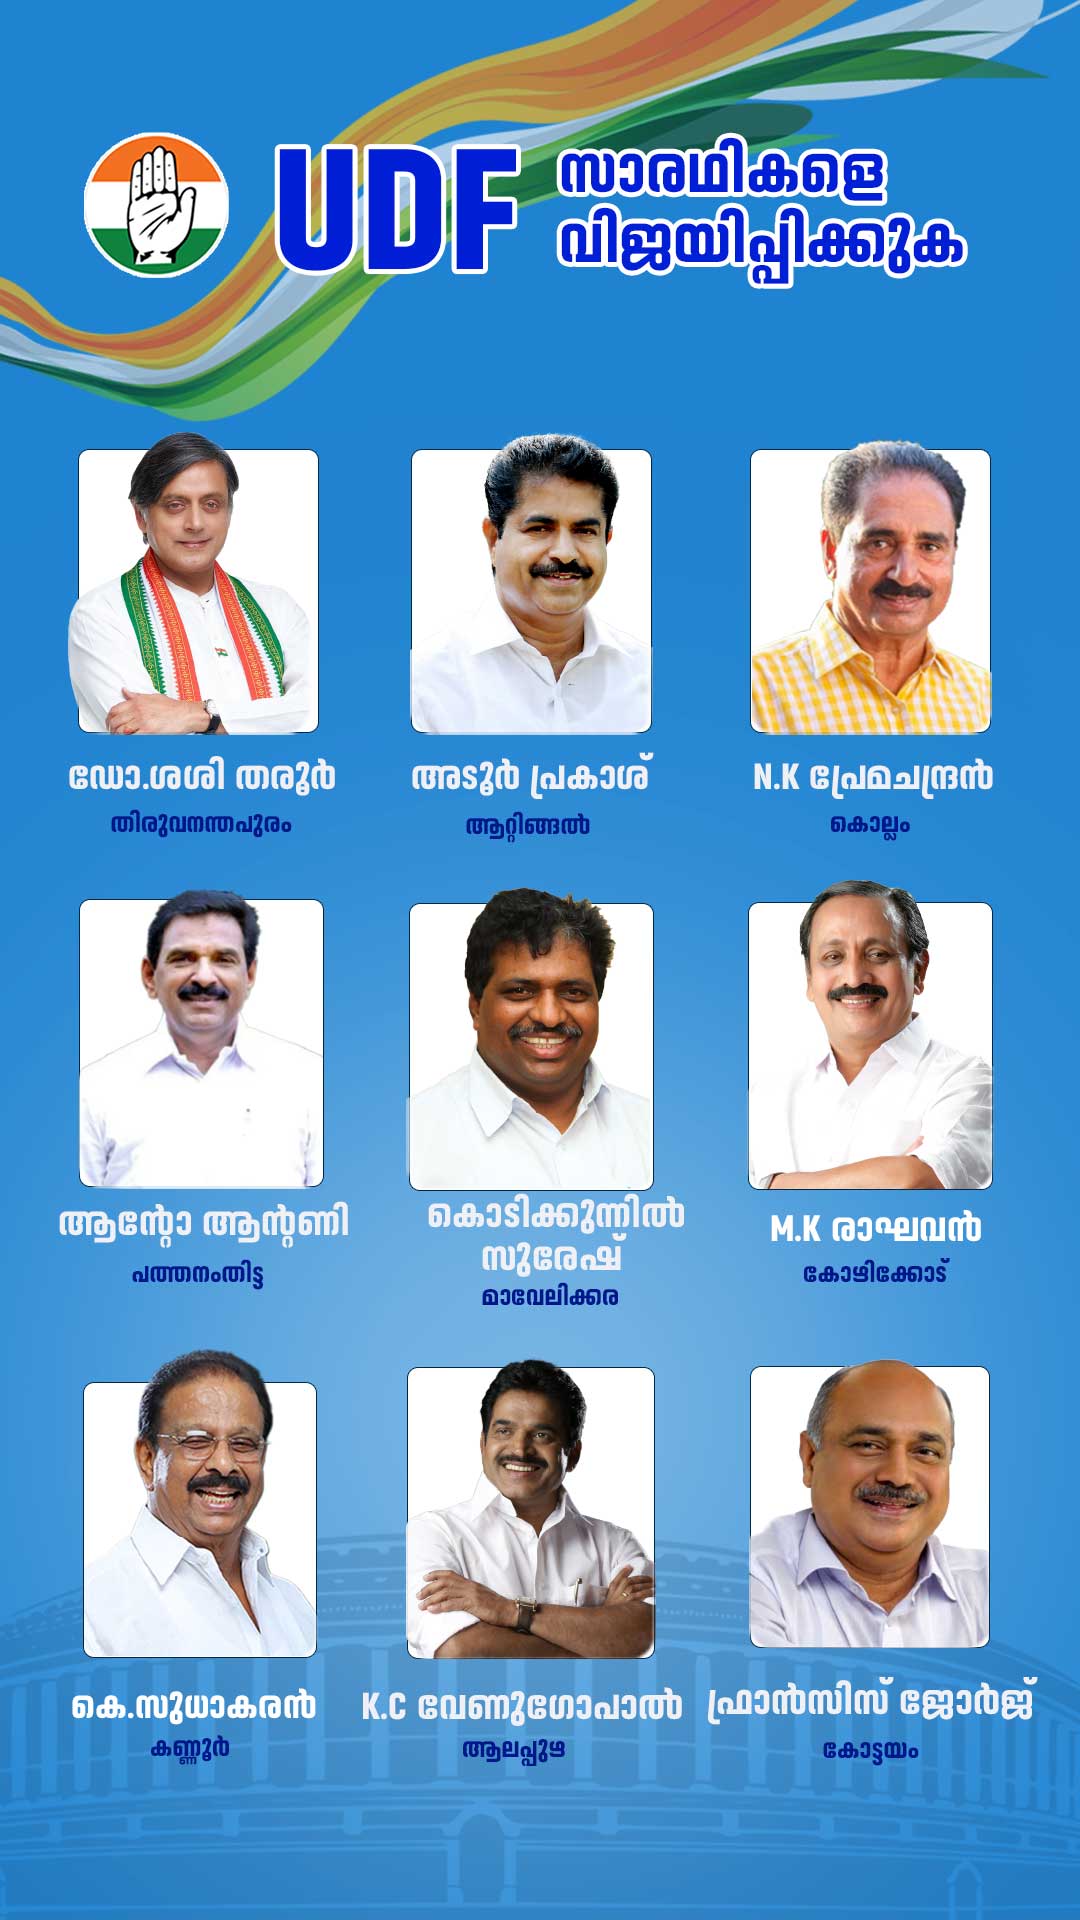 UDF സാരഥികളെ
വിജയിപ്പിക്കുക
ഡോ.ശശി തരൂർ
തിരുവനന്തപുരം
അടൂർ പ്രകാശ്
ആറ്റിങ്ങൽ
N.K പ്രേമചന്ദ്രൻ
കൊല്ലം
ആന്റോ ആന്റണി
പത്തനംതിട്ട
കൊടിക്കുന്നിൽ
സുരേഷ്
മാവേലിക്കര
M.K രാഘവൻ
കോഴിക്കോട്
കെ.സുധാകരൻ
കണ്ണൂർ
K.C വേണുഗോപാൽ
ആലപ്പുഴ
ഫ്രാൻസിസ് ജോർജ്
കോട്ടയം